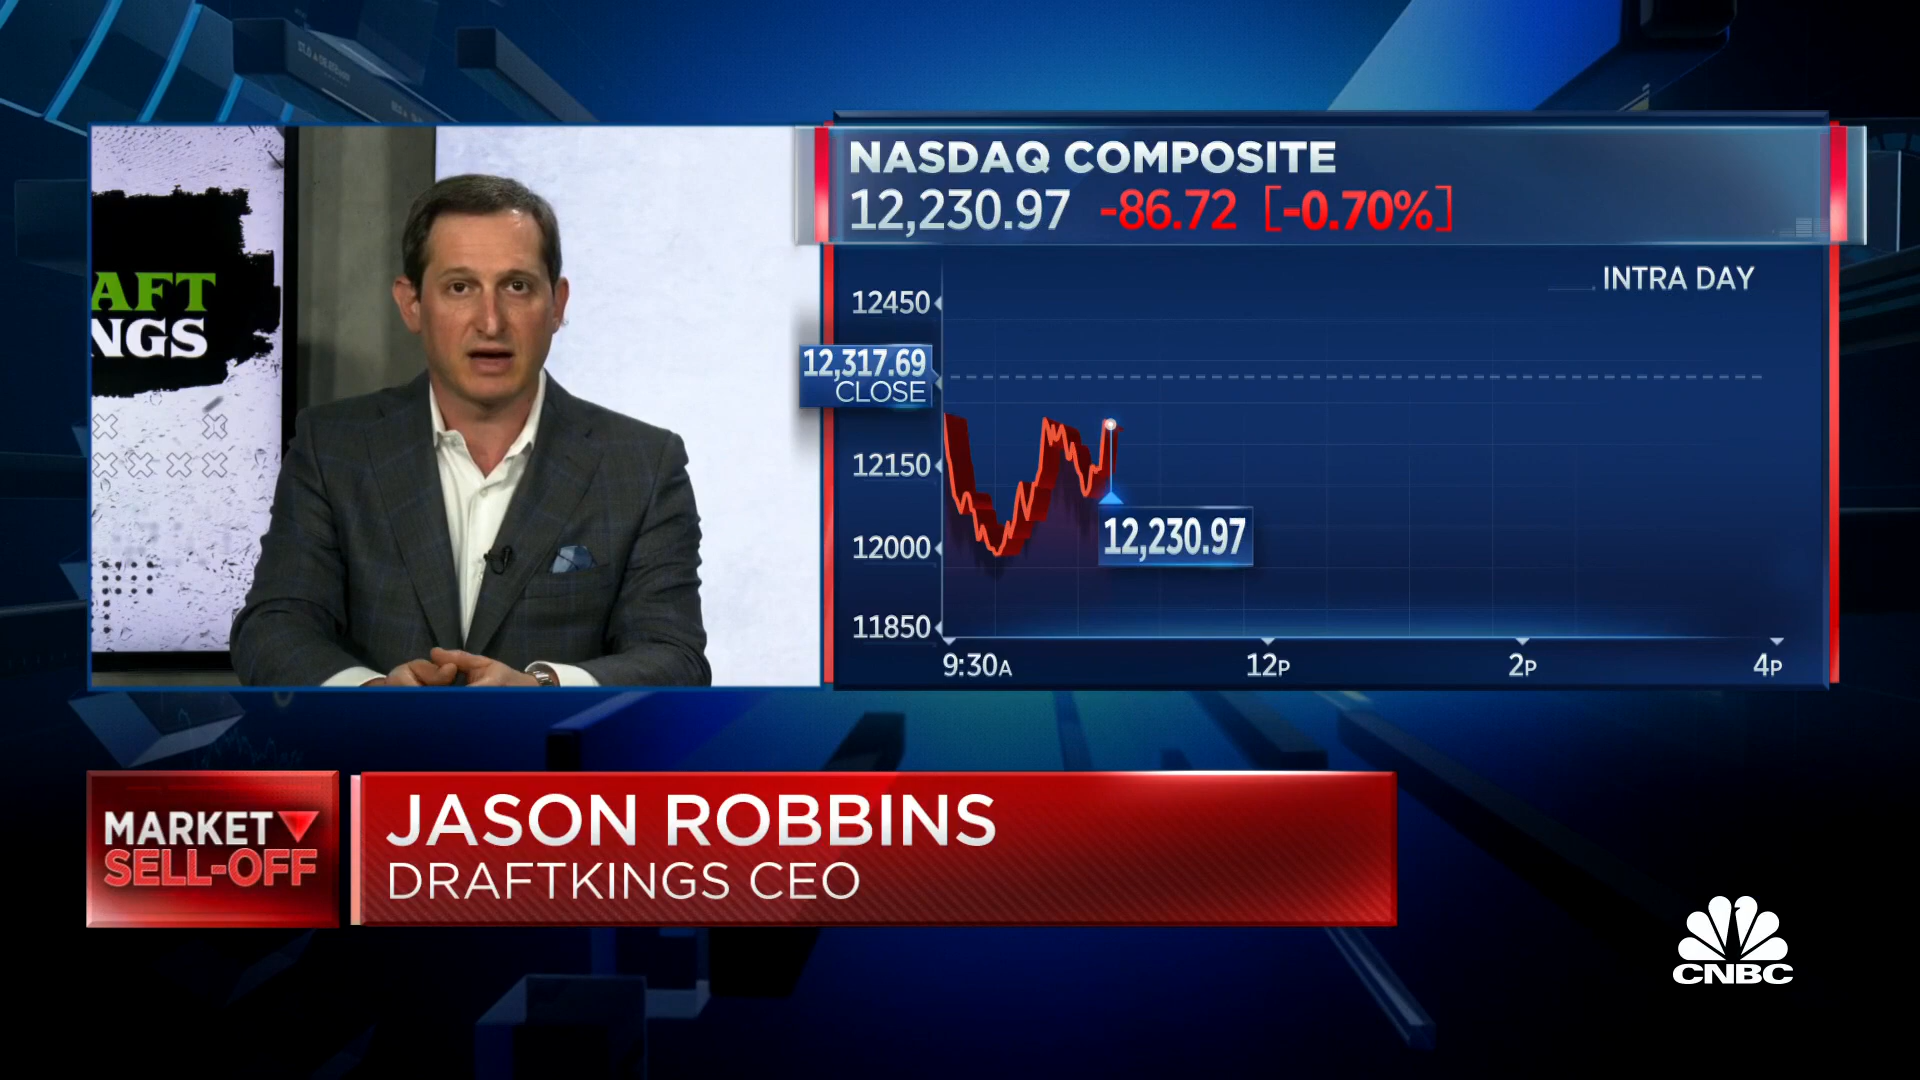 AFT
NGS
NASDAQ COMPOSITE
12,230.97 -86.72 [-0.70%]
INTRA DAY
12450
12,317.69
CLOSE
12150
12000
11850
12,230.97
9:30A 12P 2P 4P
MARKET
SELL-OFF
JASON ROBBINS
DRAFTKINGS CEO
CNBC